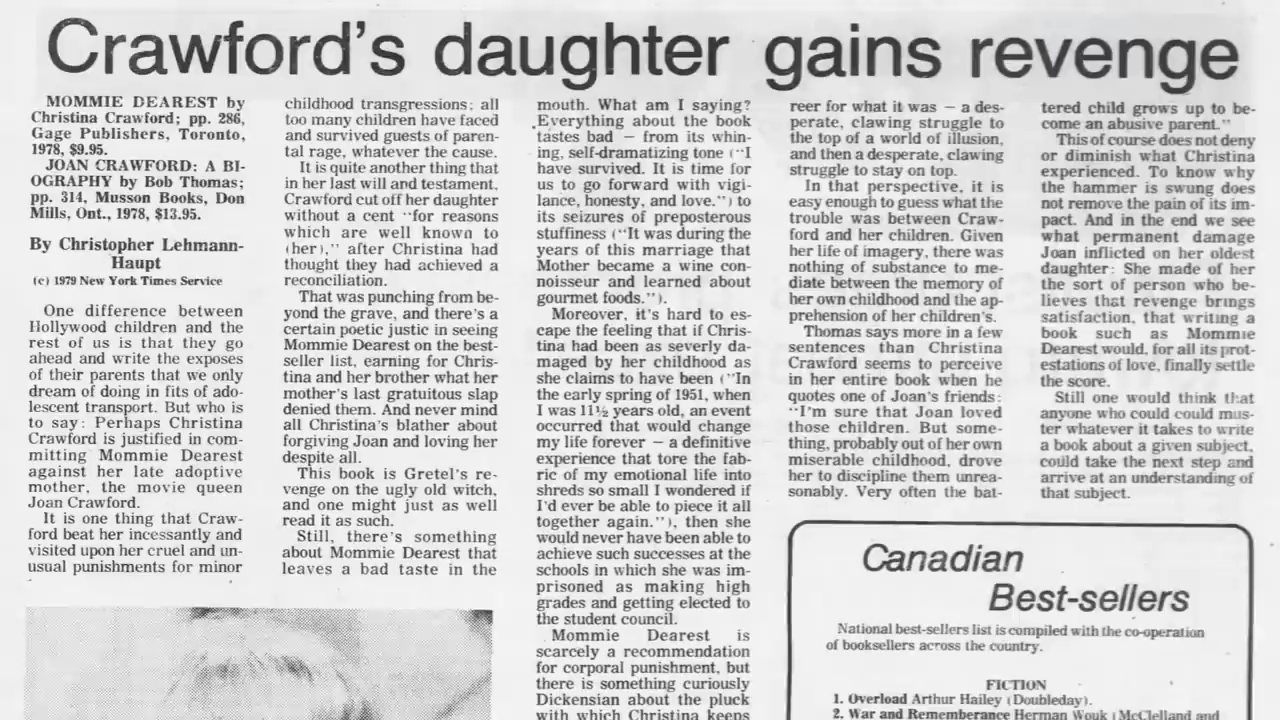 Crawford's daughter gains revenge
MOMMIE DEAREST by
Christina Crawford; pp. 286,
Gage Publishers, Toronto,
1978, $9.95.
JOAN CRAWFORD: A BI-
OGRAPHY by Bob Thomas;
pp. 314, Musson Books, Don
Mills, Ont., 1978, $13.95.
By Christopher Lehmann-
Haupt
(c) 1979 New York Times Service
One difference between
Hollywood children and the
rest of us is that they go
ahead and write the exposes
of their parents that we only
dream of doing in fits of ado-
lescent transport. But who is
to say: Perhaps Christina
Crawford is justified in com-
mitting Mommie Dearest
against her late adoptive
mother, the movie queen
Joan Crawford.
It is one thing that Craw-
ford beat her incessantly and
visited upon her cruel and un-
usual punishments for minor
childhood transgressions; all
too many children have faced
and survived guests of paren-
tal rage, whatever the cause.
It is quite another thing that
in her last will and testament,
Crawford cut off her daughter
without a cent "for reasons
which are well known to
(her)," after Christina had
thought they had achieved a
reconciliation.
That was punching from be-
yond the grave, and there's a
certain poetic justic in seeing
Mommie Dearest on the best-
seller list, earning for Chris-
tina and her brother what her
mother's last gratuitous slap
denied them. And never mind
all Christina's blather about
forgiving Joan and loving her
despite all.
This book is Gretel's re-
venge on the ugly old witch,
and one might just as well
read it as such.
Still, there's something
about Mommie Dearest that
leaves a bad taste in the
mouth. What am I saying?
Everything about the book
tastes bad — from its whin-
ing, self-dramatizing tone ("I
have survived. It is time for
us to go forward with vigi-
lance, honesty, and love.") to
its seizures of preposterous
stuffiness ("It was during the
years of this marriage that
Mother became a wine con-
noisseur and learned about
gourmet foods.").
Moreover, it's hard to es-
cape the feeling that if Chris-
tina had been as severly da-
maged by her childhood as
she claims to have been ("In
the early spring of 1951, when
I was 11½ years old, an event
occurred that would change
my life forever — a definitive
experience that tore the fab-
ric of my emotional life into
shreds so small I wondered if
I'd ever be able to piece it all
together again."), then she
would never have been able to
achieve such successes at the
schools in which she was im-
prisoned as making high
grades and getting elected to
the student council.
Mommie Dearest is
scarcely a recommendation
for corporal punishment, but
there is something curiously
Dickensian about the pluck
with which Christina keeps
reer for what it was — a des-
perate, clawing struggle to
the top of a world of illusion,
and then a desperate, clawing
struggle to stay on top.
In that perspective, it is
easy enough to guess what the
trouble was between Craw-
ford and her children. Given
her life of imagery, there was
nothing of substance to me-
diate between the memory of
her own childhood and the ap-
prehension of her children's.
Thomas says more in a few
sentences than Christina
Crawford seems to perceive
in her entire book when he
quotes one of Joan's friends:
"I'm sure that Joan loved
those children. But some-
thing, probably out of her own
miserable childhood, drove
her to discipline them unrea-
sonably. Very often the bat-
tered child grows up to be-
come an abusive parent."
This of course does not deny
or diminish what Christina
experienced. To know why
the hammer is swung does
not remove the pain of its im-
pact. And in the end we see
what permanent damage
Joan inflicted on her oldest
daughter: She made of her
the sort of person who be-
lieves that revenge brings
satisfaction, that writing a
book such as Mommie
Dearest would, for all its prot-
estations of love, finally settle
the score.
Still one would think that
anyone who could could mus-
ter whatever it takes to write
a book about a given subject,
could take the next step and
arrive at an understanding of
that subject.
Canadian
Best-sellers
National best-sellers list is compiled with the co-operation
of booksellers across the country.
FICTION
1. Overload Arthur Hailey (Doubleday).
2. War and Rememberance Herman Wouk (McClelland and